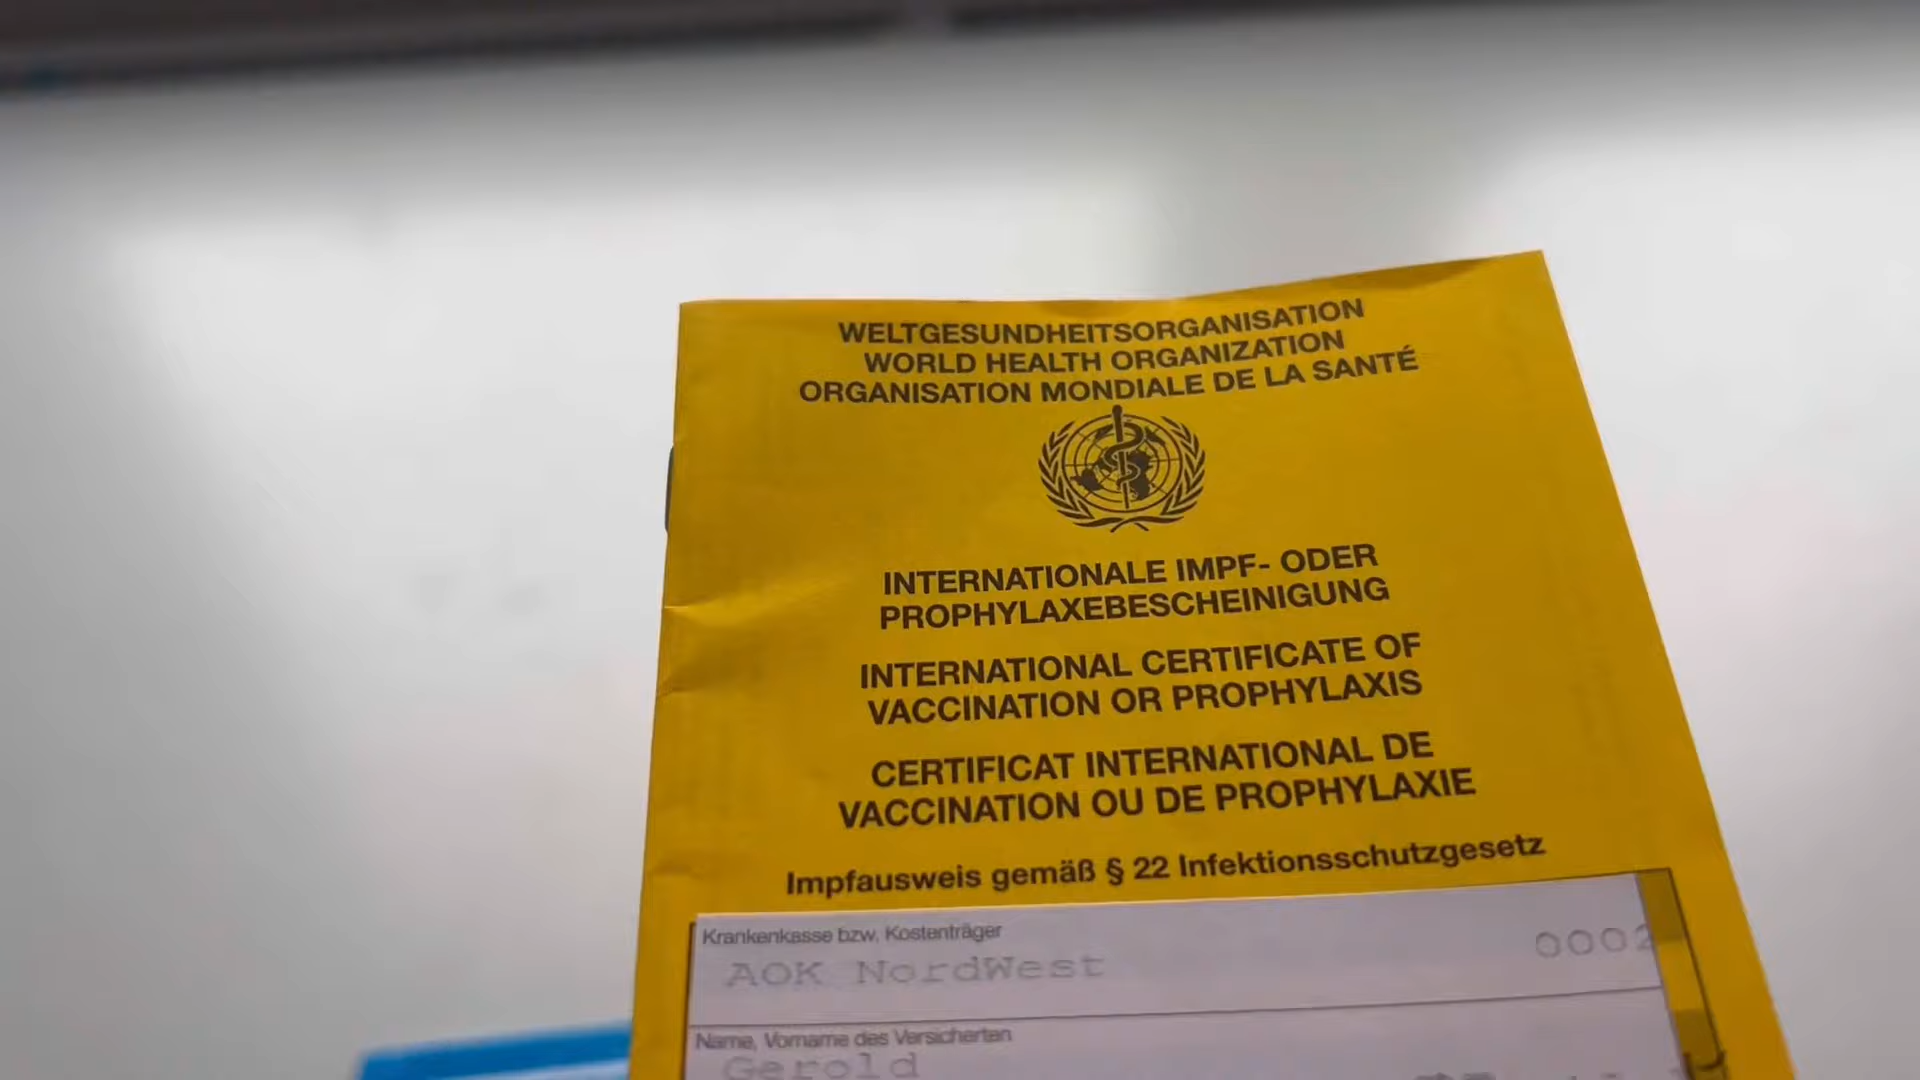 WELTGESUNDHEITSORGANISATION
WORLD HEALTH ORGANIZATION
ORGANISATION MONDIALE DE LA SANTÉ
INTERNATIONALE IMPF- ODER
PROPHYLAXEBESCHEINIGUNG
INTERNATIONAL CERTIFICATE OF
VACCINATION OR PROPHYLAXIS
CERTIFICAT INTERNATIONAL DE
VACCINATION OU DE PROPHYLAXIE
Impfausweis gemäß § 22 Infektionsschutzgesetz
Krankenkasse bzw. Kostenträger
AOK NordWest 0002
Name, Vorname des Versicherten
Gerold